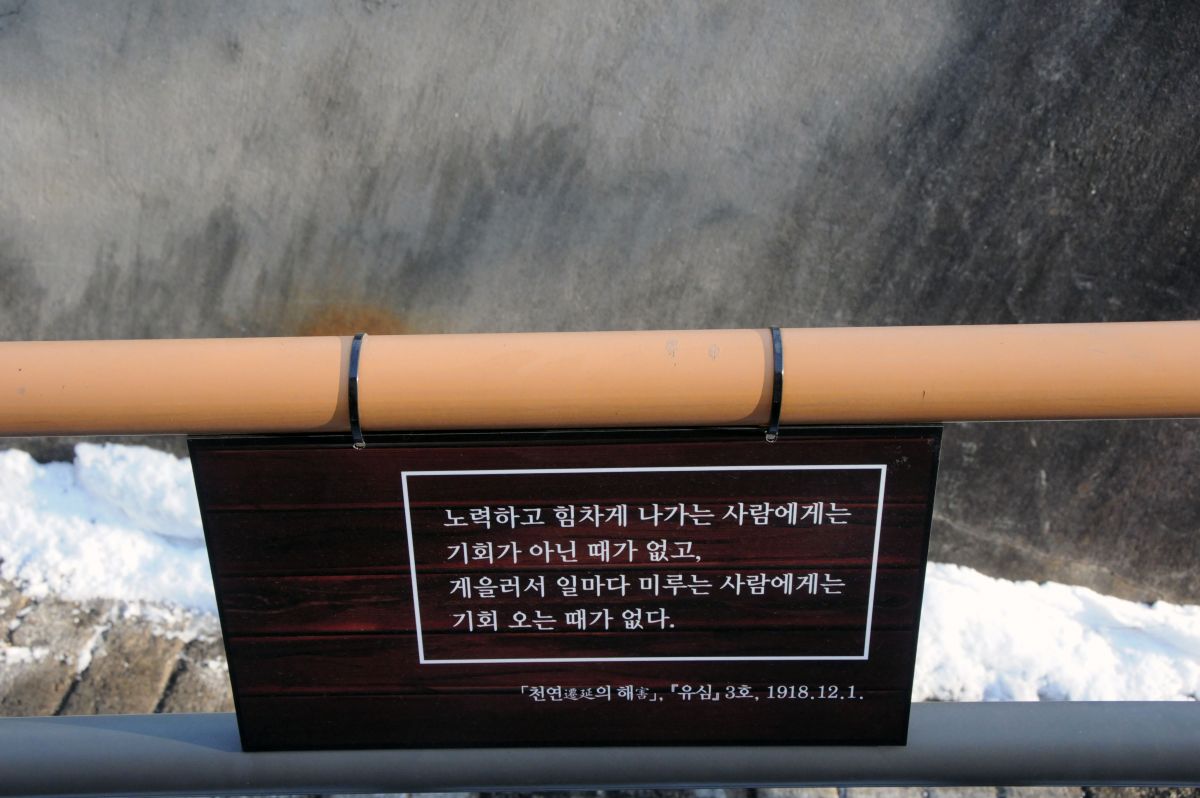 노력하고 힘차게 나가는 사람에게는
기회가 아닌 때가 없고,
게을러서 일마다 미루는 사람에게는
기회 오는 때가 없다.
「천연遷延의 해害」, 『유심』 3호, 1918.12.1.